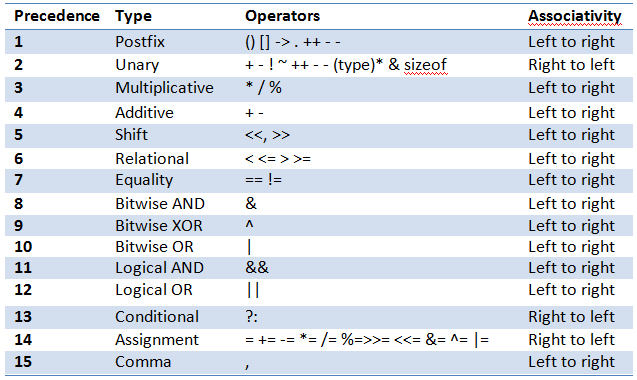 Precedence Type Operators Associativity
1 Postfix () [] -> . ++ - - Left to right
2 Unary + - ! ~ ++ - - (type)* & sizeof Right to left
3 Multiplicative * / % Left to right
4 Additive + - Left to right
5 Shift <<, >> Left to right
6 Relational < <= > >= Left to right
7 Equality == != Left to right
8 Bitwise AND & Left to right
9 Bitwise XOR ^ Left to right
10 Bitwise OR | Left to right
11 Logical AND && Left to right
12 Logical OR || Left to right
13 Conditional ?: Right to left
14 Assignment = += -= *= /= %=>>= <<= &= ^= |= Right to left
15 Comma , Left to right